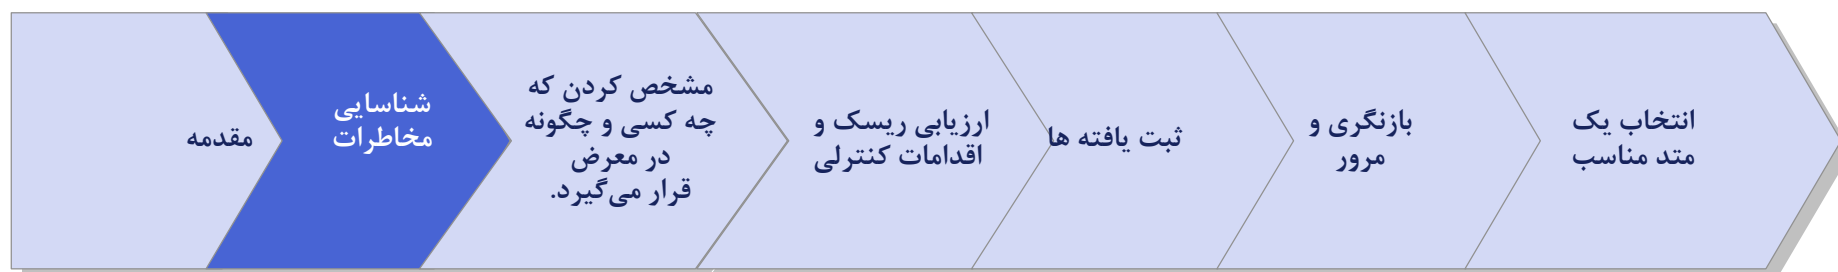 مقدمه
شناسایی
مخاطرات
مشخص کردن که
چه کسی و چگونه
در معرض
قرار می‌گیرد.
ارزیابی ریسک و
اقدامات کنترلی
ثبت یافته ها
بازنگری و
مرور
انتخاب یک
متد مناسب